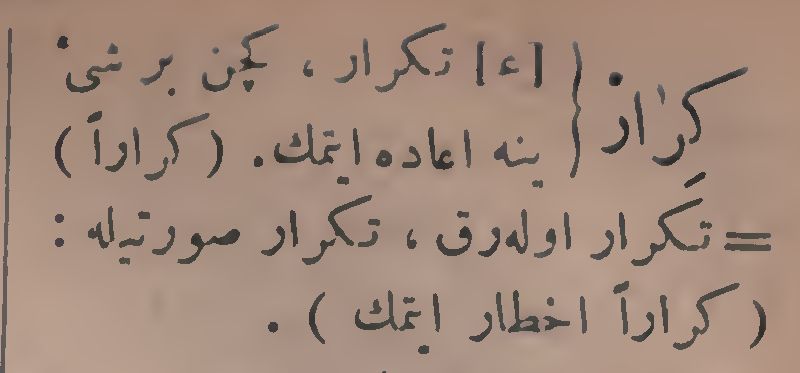 كرار } [ء] تكرار ، كچن بر شئ
ينه اعاده ايتمك. (كراراً)
= تكرار اوله‌رق ، تكرار صورتيله :
(كراراً اخطار ايتمك) .